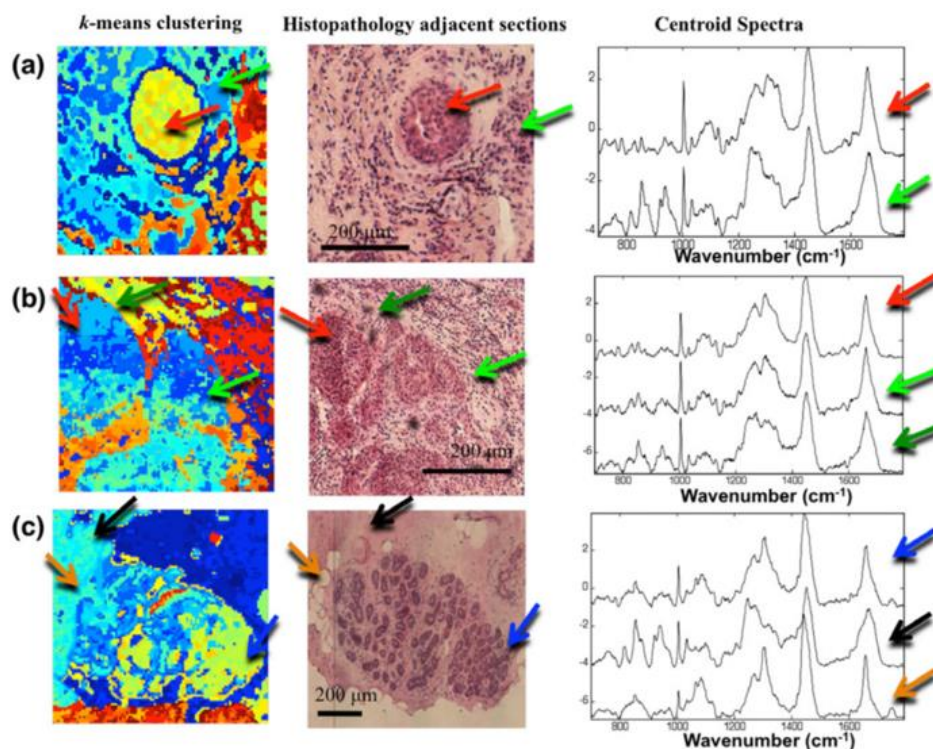 k-means clustering
Histopathology adjacent sections
Centroid Spectra
(a)
200 µm
0
-2
-4
800 1000 1200 1400 1600
Wavenumber (cm-1)
(b)
200 µm
2
0
-2
-4
-6
800 1000 1200 1400 1600
Wavenumber (cm-1)
(c)
200 µm
2
0
-2
-4
-6
800 1000 1200 1400 1600
Wavenumber (cm-1)